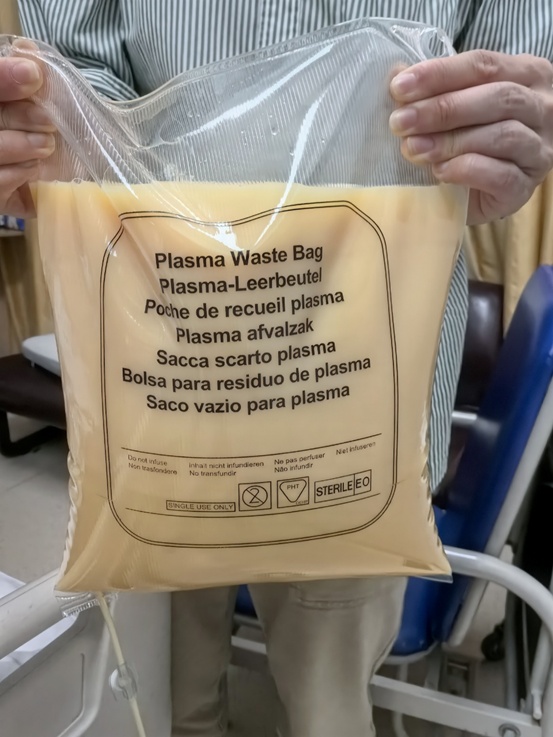 Plasma Waste Bag
Plasma-Leerbeutel
Poche de recueil plasma
Plasma afvalzak
Sacca scarto plasma
Bolsa para residuo de plasma
Saco vazio para plasma
Do not infuse Inhalt nicht infundieren Ne pas perfuser Niet infuseren
Non trasfondere No transfundir Não infundir
SINGLE USE ONLY 2 PHT STERILE EO